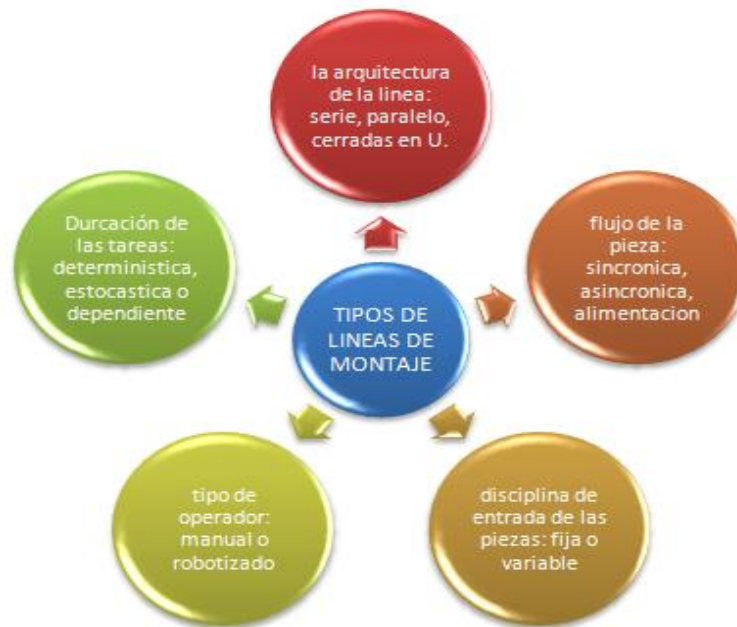 la arquitectura
de la linea:
serie, paralelo,
cerradas en U.
flujo de la
pieza:
sincronica,
asincronica,
alimentacion
disciplina de
entrada de las
piezas: fija o
variable
tipo de
operador:
manual o
robotizado
Durcación de
las tareas:
deterministica,
estocastica o
dependiente
TIPOS DE
LINEAS DE
MONTAJE